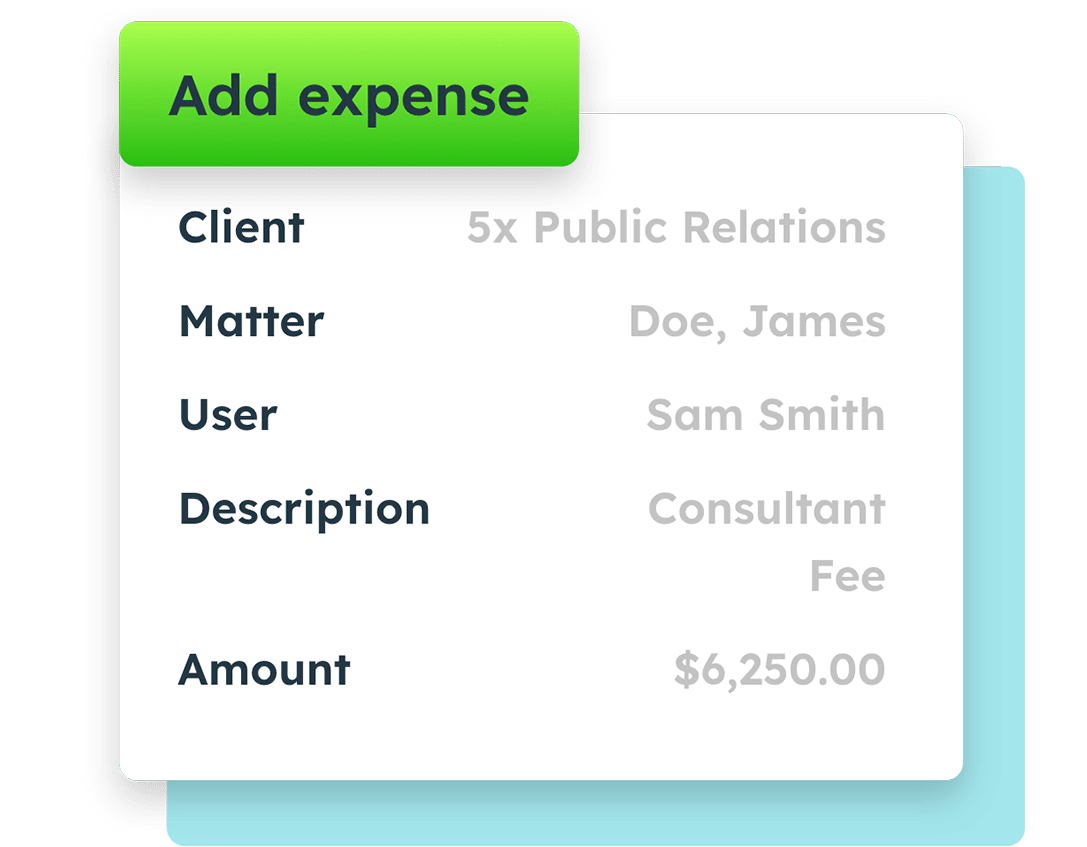 Add expense
Client 5x Public Relations
Matter Doe, James
User Sam Smith
Description Consultant
Fee
Amount $6,250.00